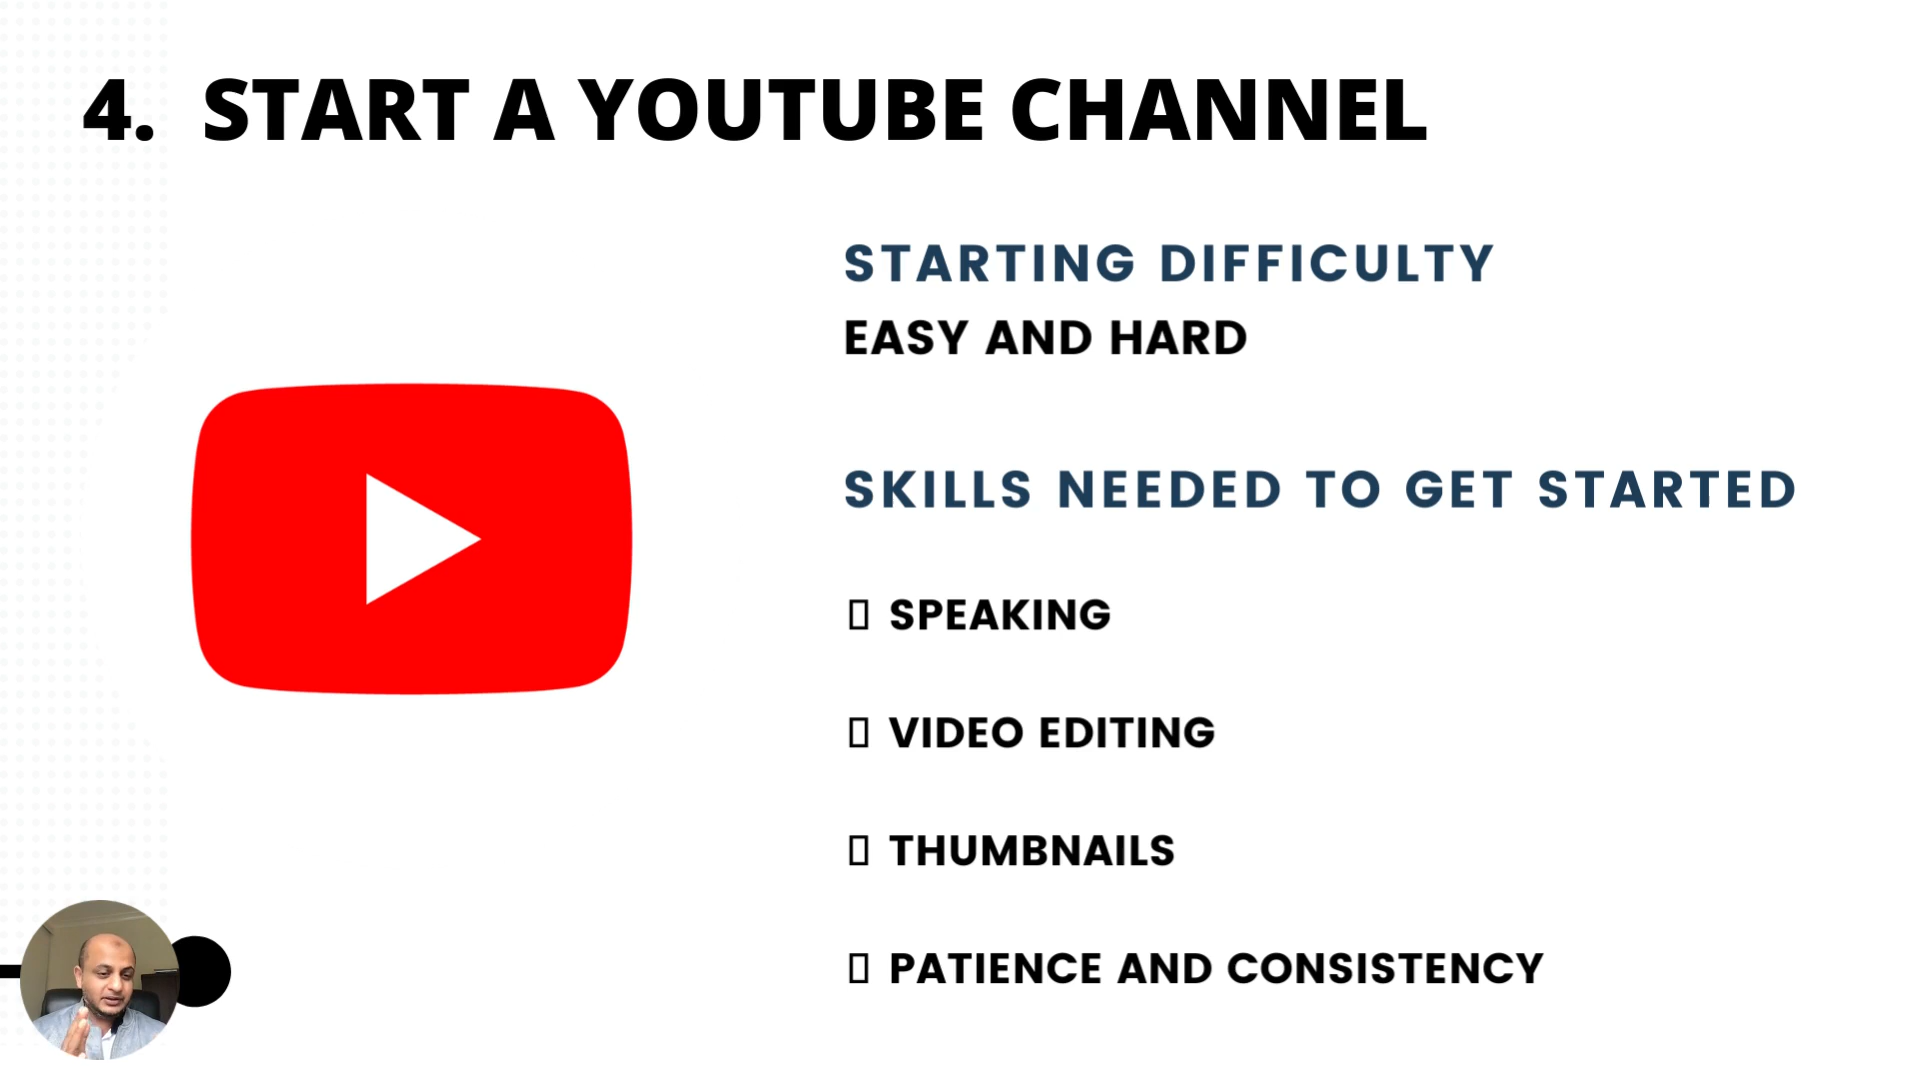 4. START A YOUTUBE CHANNEL
STARTING DIFFICULTY
EASY AND HARD
SKILLS NEEDED TO GET STARTED
SPEAKING
VIDEO EDITING
THUMBNAILS
PATIENCE AND CONSISTENCY